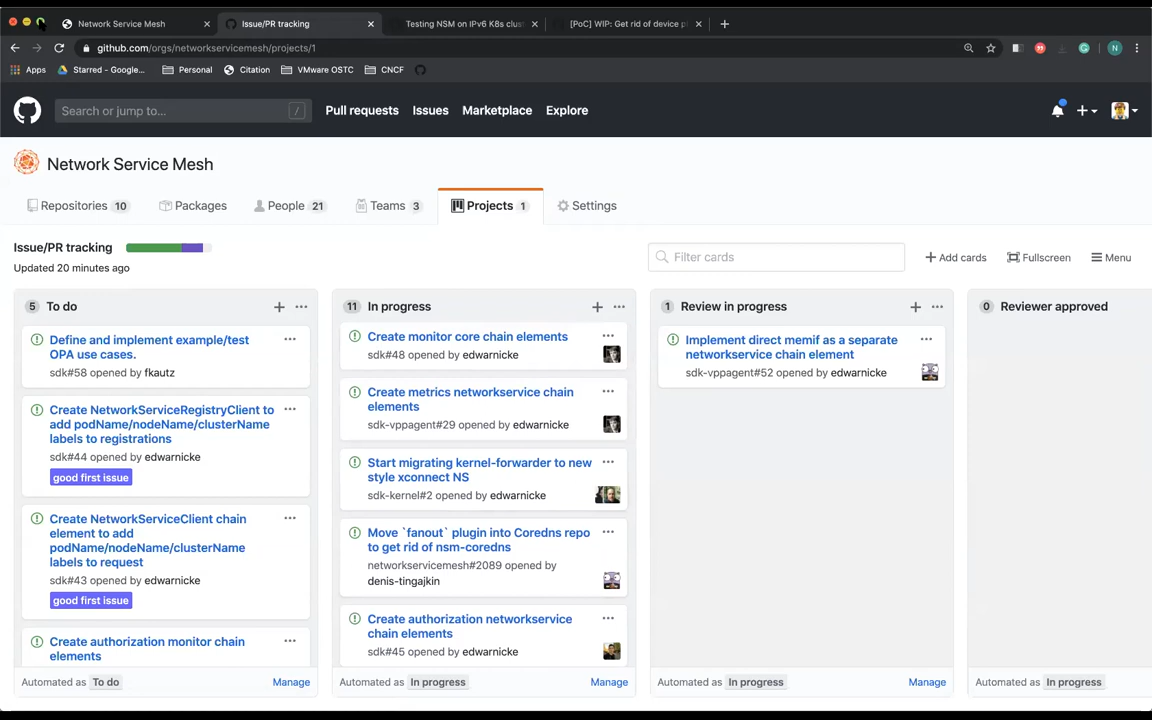 Network Service Mesh
Issue/PR tracking
Testing NSM on IPv6 K8s clus
[PoC] WIP: Get rid of device p
github.com/orgs/networkservicemesh/projects/1
N
Apps
Starred - Google...
Personal
Citation
VMware OSTC
CNCF
Search or jump to...
/
Pull requests
Issues
Marketplace
Explore
Network Service Mesh
Repositories 10
Packages
People 21
Teams 3
Projects 1
Settings
Issue/PR tracking
Updated 20 minutes ago
Filter cards
Add cards
Fullscreen
Menu
5 To do
Define and implement example/test
OPA use cases.
sdk#58 opened by fkautz
Create NetworkServiceRegistryClient to
add podName/nodeName/clusterName
labels to registrations
sdk#44 opened by edwarnicke
good first issue
Create NetworkServiceClient chain
element to add
podName/nodeName/clusterName
labels to request
sdk#43 opened by edwarnicke
good first issue
Create authorization monitor chain
elements
Automated as To do
Manage
11 In progress
Create monitor core chain elements
sdk#48 opened by edwarnicke
Create metrics networkservice chain
elements
sdk-vppagent#29 opened by edwarnicke
Start migrating kernel-forwarder to new
style xconnect NS
sdk-kernel#2 opened by edwarnicke
Move `fanout` plugin into Coredns repo
to get rid of nsm-coredns
networkservicemesh#2089 opened by
denis-tingajkin
Create authorization networkservice
chain elements
sdk#45 opened by edwarnicke
Automated as In progress
Manage
1 Review in progress
Implement direct memif as a separate
networkservice chain element
sdk-vppagent#52 opened by edwarnicke
Automated as In progress
Manage
0 Reviewer approved
Automated as In progress